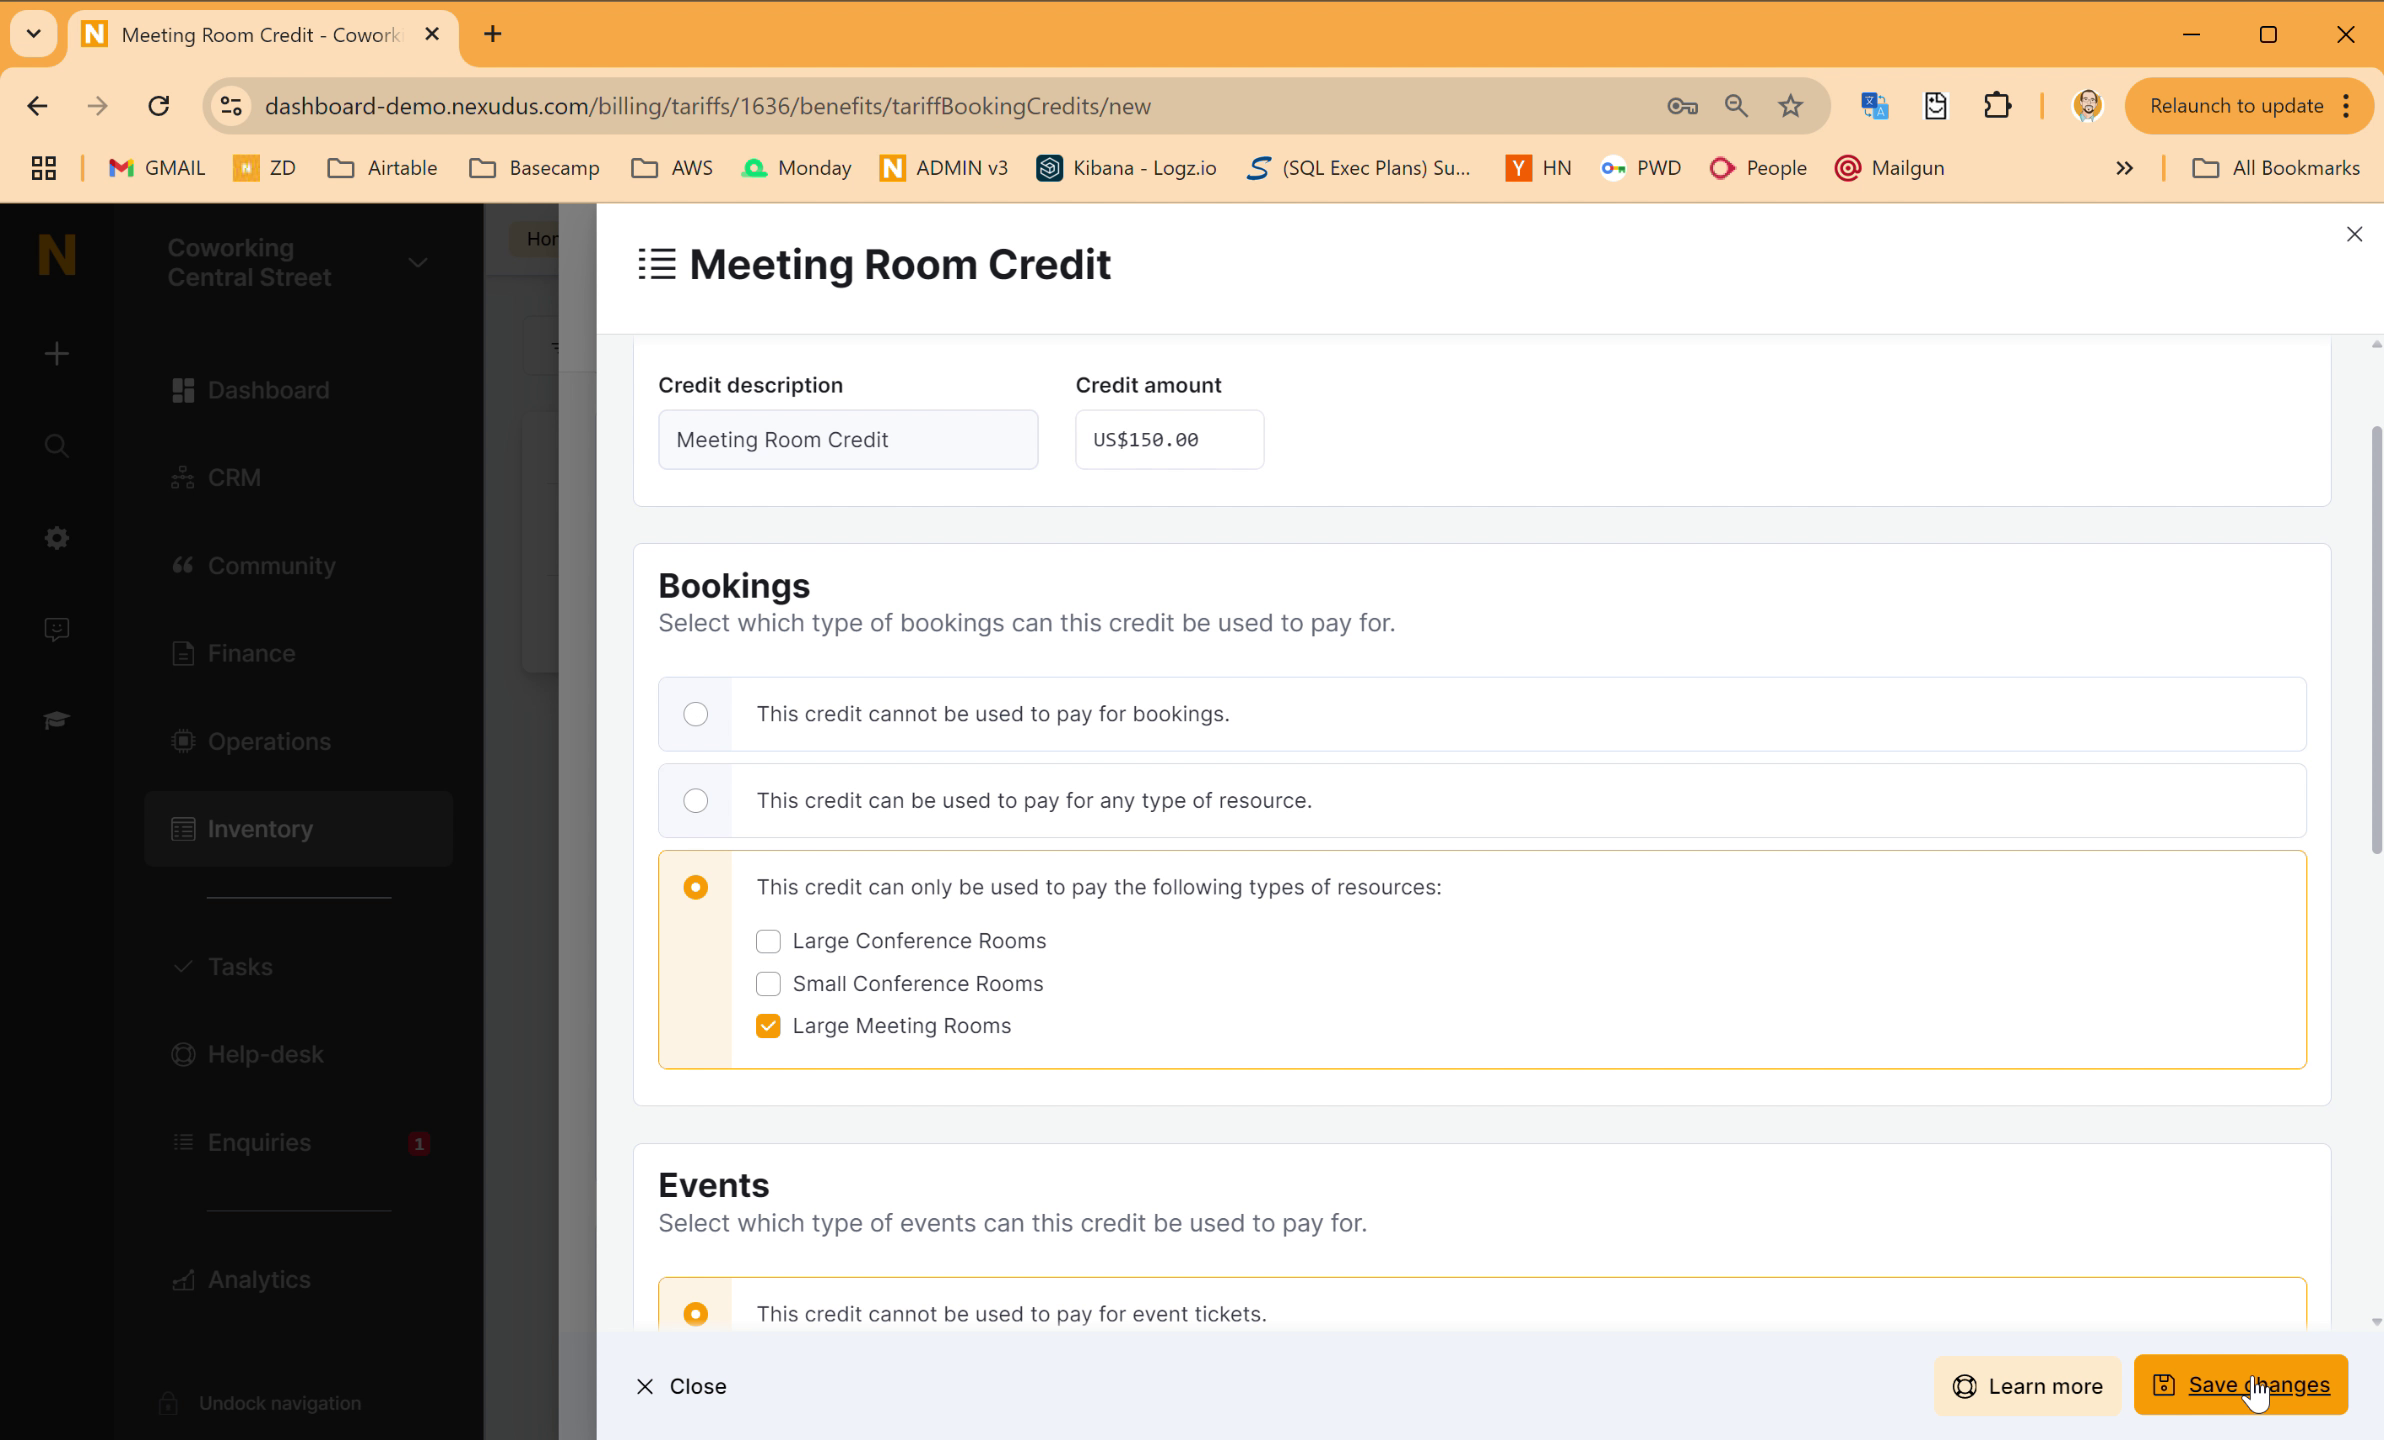 Meeting Room Credit - Cowork
dashboard-demo.nexudus.com/billing/tariffs/1636/benefits/tariffBookingCredits/new
Relaunch to update
GMAIL
ZD
Airtable
Basecamp
AWS
Monday
ADMIN v3
Kibana - Logz.io
(SQL Exec Plans) Su...
HN
PWD
People
Mailgun
All Bookmarks
Coworking
Central Street
Dashboard
CRM
Community
Finance
Operations
Inventory
Tasks
Help-desk
Enquiries
1
Analytics
Undock navigation
Meeting Room Credit
Credit description
Credit amount
Meeting Room Credit
US$150.00
Bookings
Select which type of bookings can this credit be used to pay for.
This credit cannot be used to pay for bookings.
This credit can be used to pay for any type of resource.
This credit can only be used to pay the following types of resources:
Large Conference Rooms
Small Conference Rooms
Large Meeting Rooms
Events
Select which type of events can this credit be used to pay for.
This credit cannot be used to pay for event tickets.
Close
Learn more
Save changes